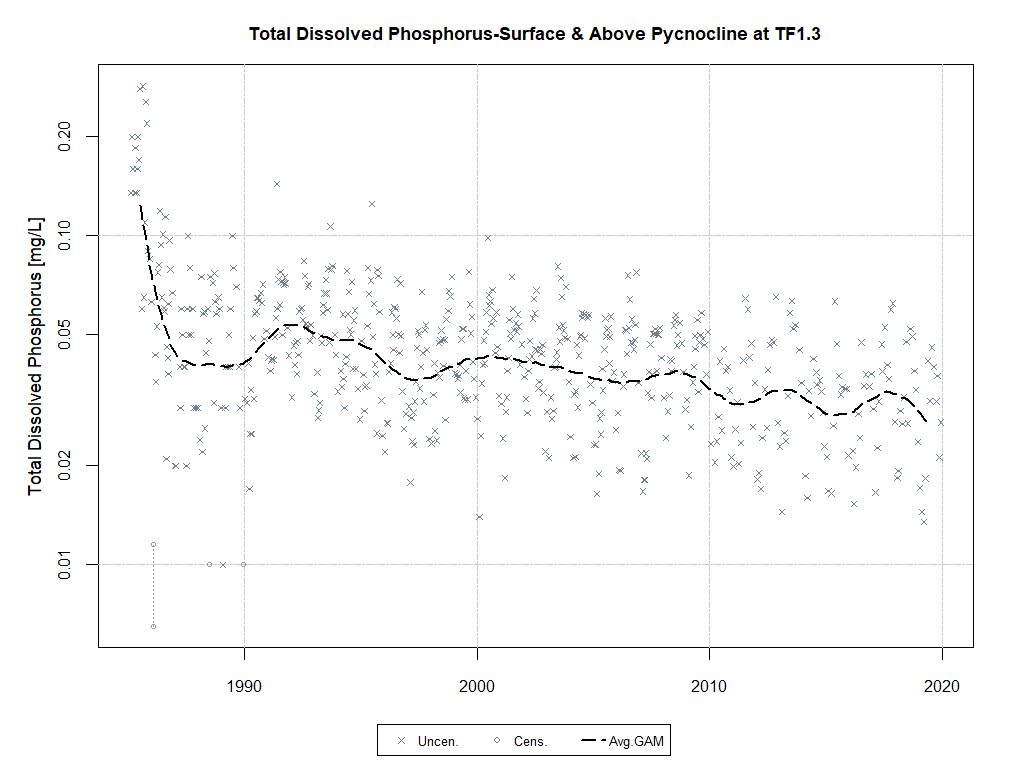 Total Dissolved Phosphorus-Surface & Above Pycnocline at TF1.3
Total Dissolved Phosphorus [mg/L]
0.20
0.10
0.05
0.02
0.01
1990 2000 2010 2020
Uncen. Cens. Avg.GAM